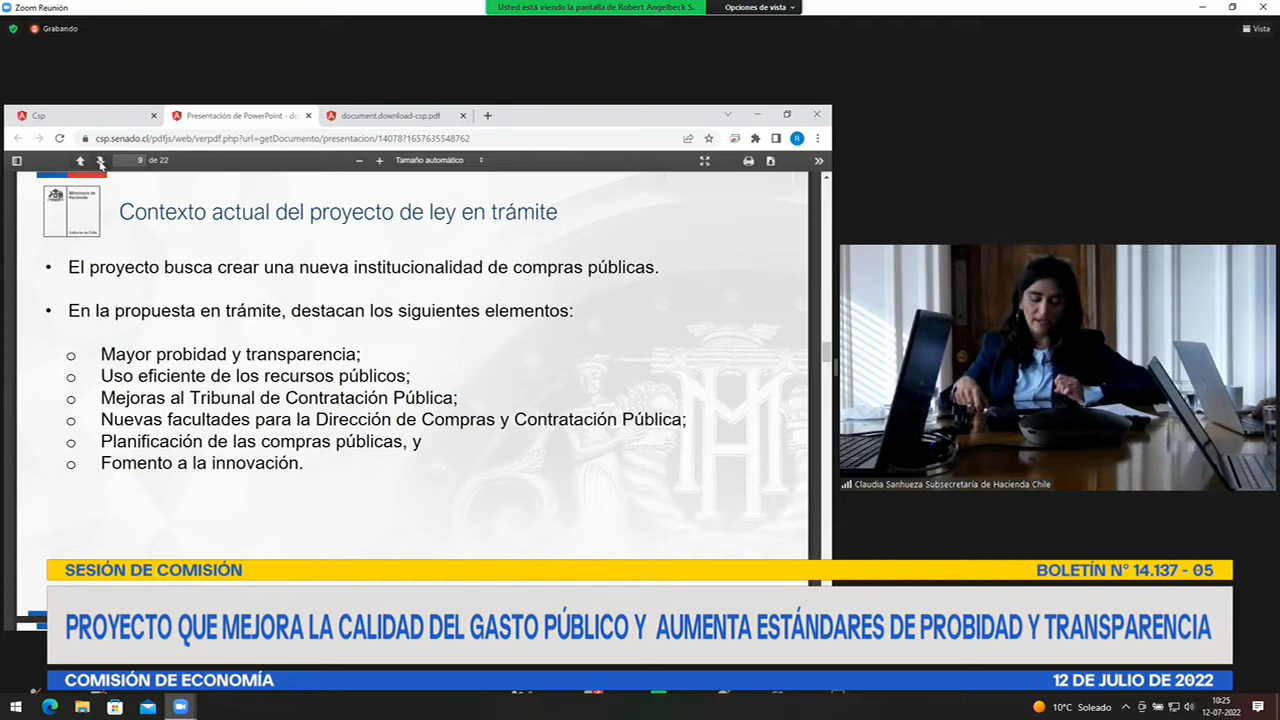 Zoom Reunión
Usted está viendo la pantalla de Robert Angelbeck S.
Opciones de vista
Grabando
Vista
Csp
Presentación de PowerPoint - do
document.download-csp.pdf
csp.senado.cl/pdfjs/web/verpdf.php?url=getDocumento/presentacion/14078?1657635548762
R
9 de 22
Tamaño automático
Ministerio de
Hacienda
Gobierno de Chile
Contexto actual del proyecto de ley en trámite
• El proyecto busca crear una nueva institucionalidad de compras públicas.
• En la propuesta en trámite, destacan los siguientes elementos:
o Mayor probidad y transparencia;
o Uso eficiente de los recursos públicos;
o Mejoras al Tribunal de Contratación Pública;
o Nuevas facultades para la Dirección de Compras y Contratación Pública;
o Planificación de las compras públicas, y
o Fomento a la innovación.
Claudia Sanhueza Subsecretaría de Hacienda Chile
SESIÓN DE COMISIÓN
BOLETÍN N° 14.137 - 05
PROYECTO QUE MEJORA LA CALIDAD DEL GASTO PÚBLICO Y AUMENTA ESTÁNDARES DE PROBIDAD Y TRANSPARENCIA
COMISIÓN DE ECONOMÍA
12 DE JULIO DE 2022
10°C Soleado
10:25
12-07-2022